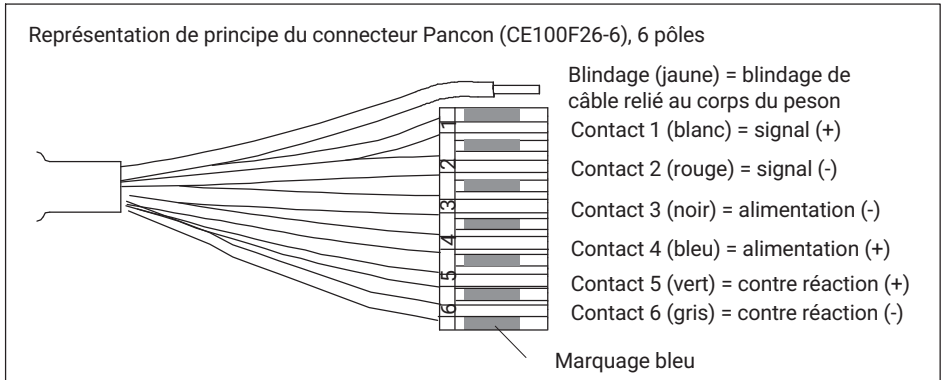 Représentation de principe du connecteur Pancon (CE100F26-6), 6 pôles
Blindage (jaune) = blindage de
câble relié au corps du peson
1
Contact 1 (blanc) = signal (+)
2
Contact 2 (rouge) = signal (-)
3
Contact 3 (noir) = alimentation (-)
4
Contact 4 (bleu) = alimentation (+)
5
Contact 5 (vert) = contre réaction (+)
6
Contact 6 (gris) = contre réaction (-)
Marquage bleu